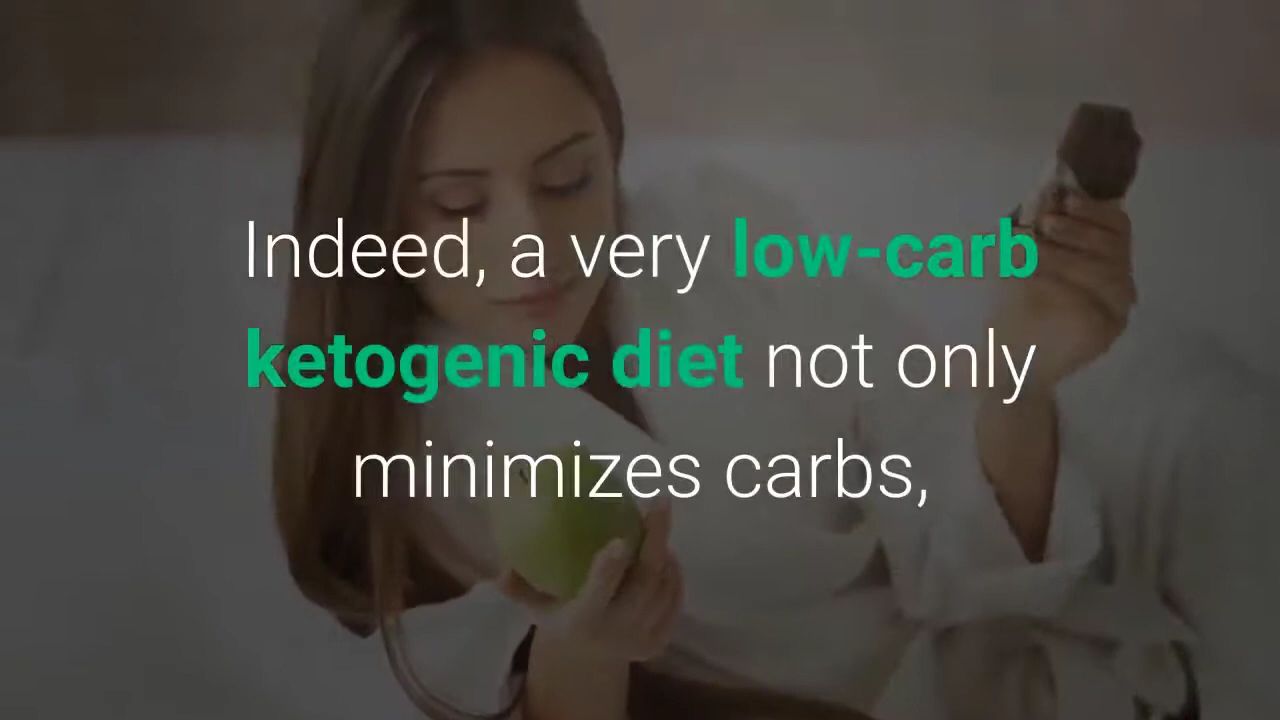 Indeed, a very low-carb
ketogenic diet not only
minimizes carbs,